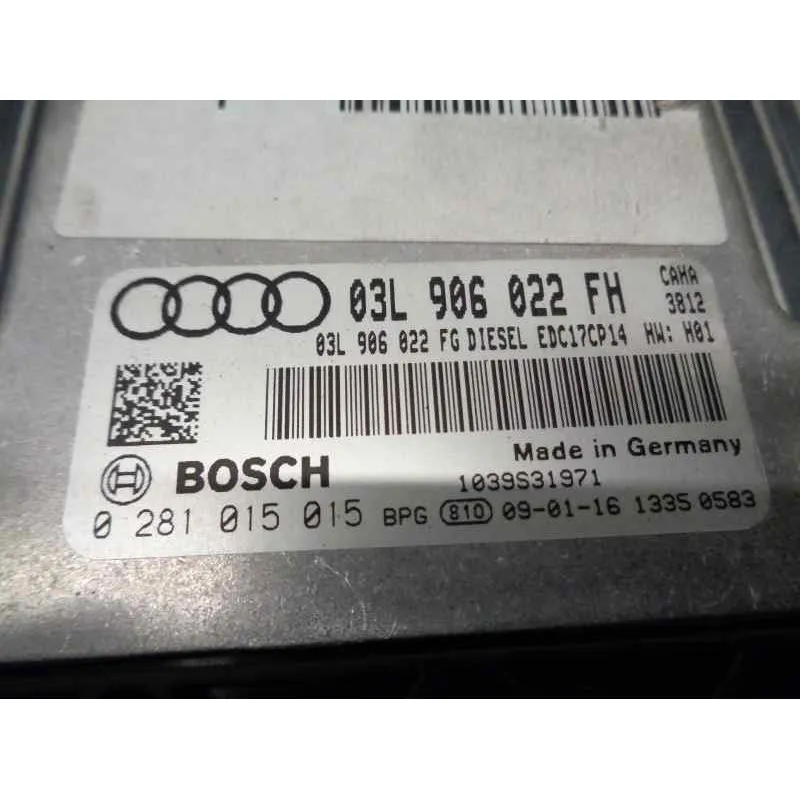 03L 906 022 FH CAHA
3812
03L 906 022 FG DIESEL EDC17CP14 HW: H01
Made in Germany
BOSCH 1039S31971
0 281 015 015 BPG 810 09-01-16 1335 0583